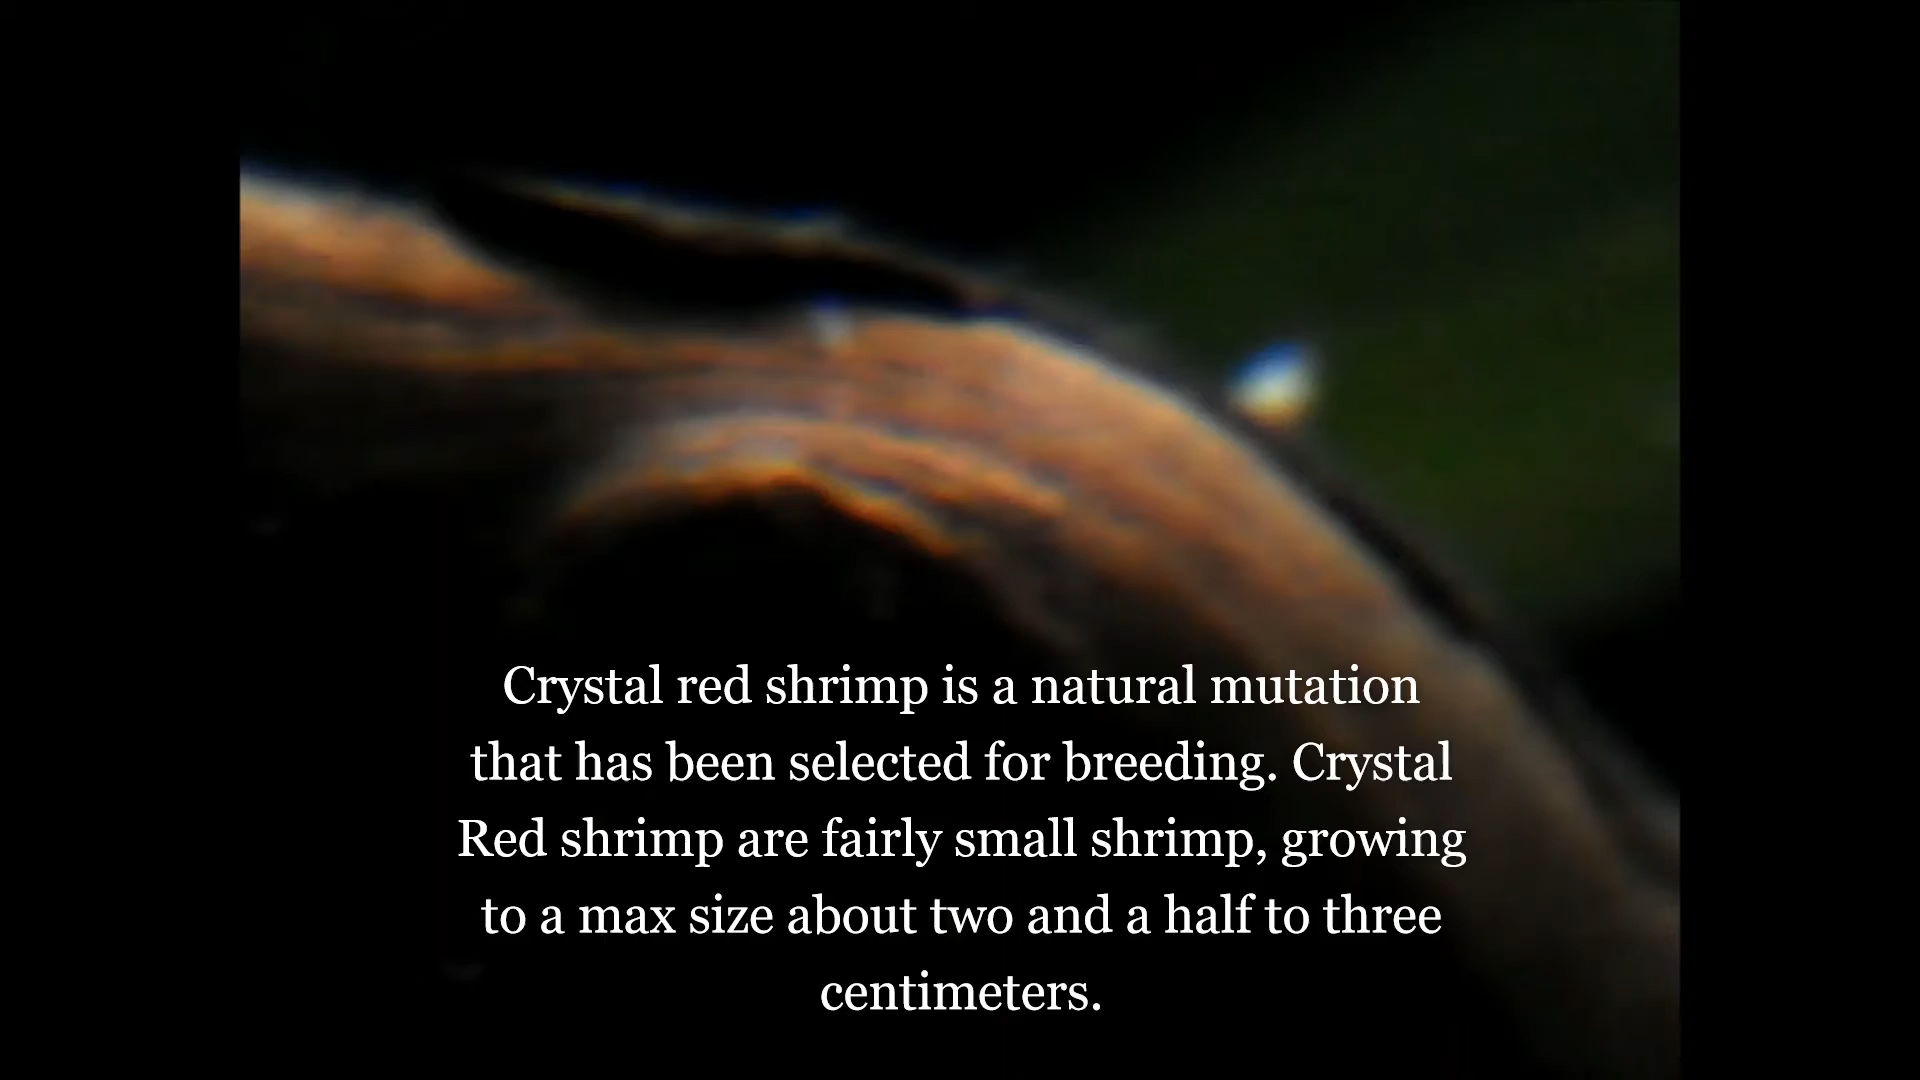 Crystal red shrimp is a natural mutation
that has been selected for breeding. Crystal
Red shrimp are fairly small shrimp, growing
to a max size about two and a half to three
centimeters.